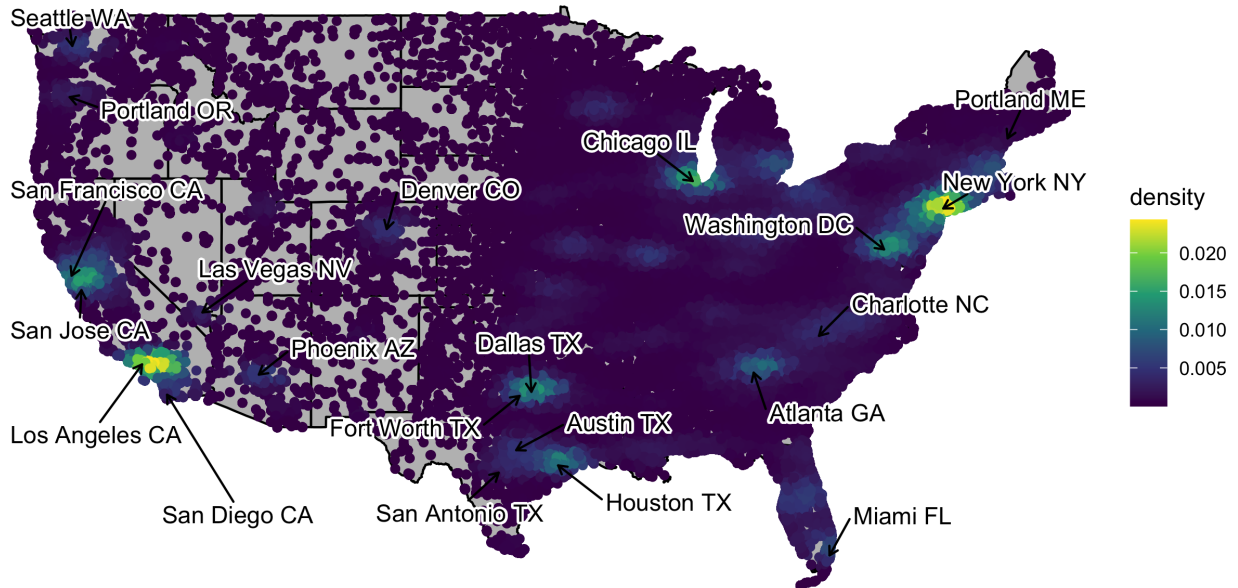 Seattle WA
Portland OR
Portland ME
Chicago IL
San Francisco CA
Denver CO
New York NY
density
Washington DC
0.020
Las Vegas NV
0.015
Charlotte NC
San Jose CA
0.010
Phoenix AZ
Dallas TX
0.005
Los Angeles CA
Fort Worth TX
Austin TX
Atlanta GA
San Diego CA
San Antonio TX
Houston TX
Miami FL